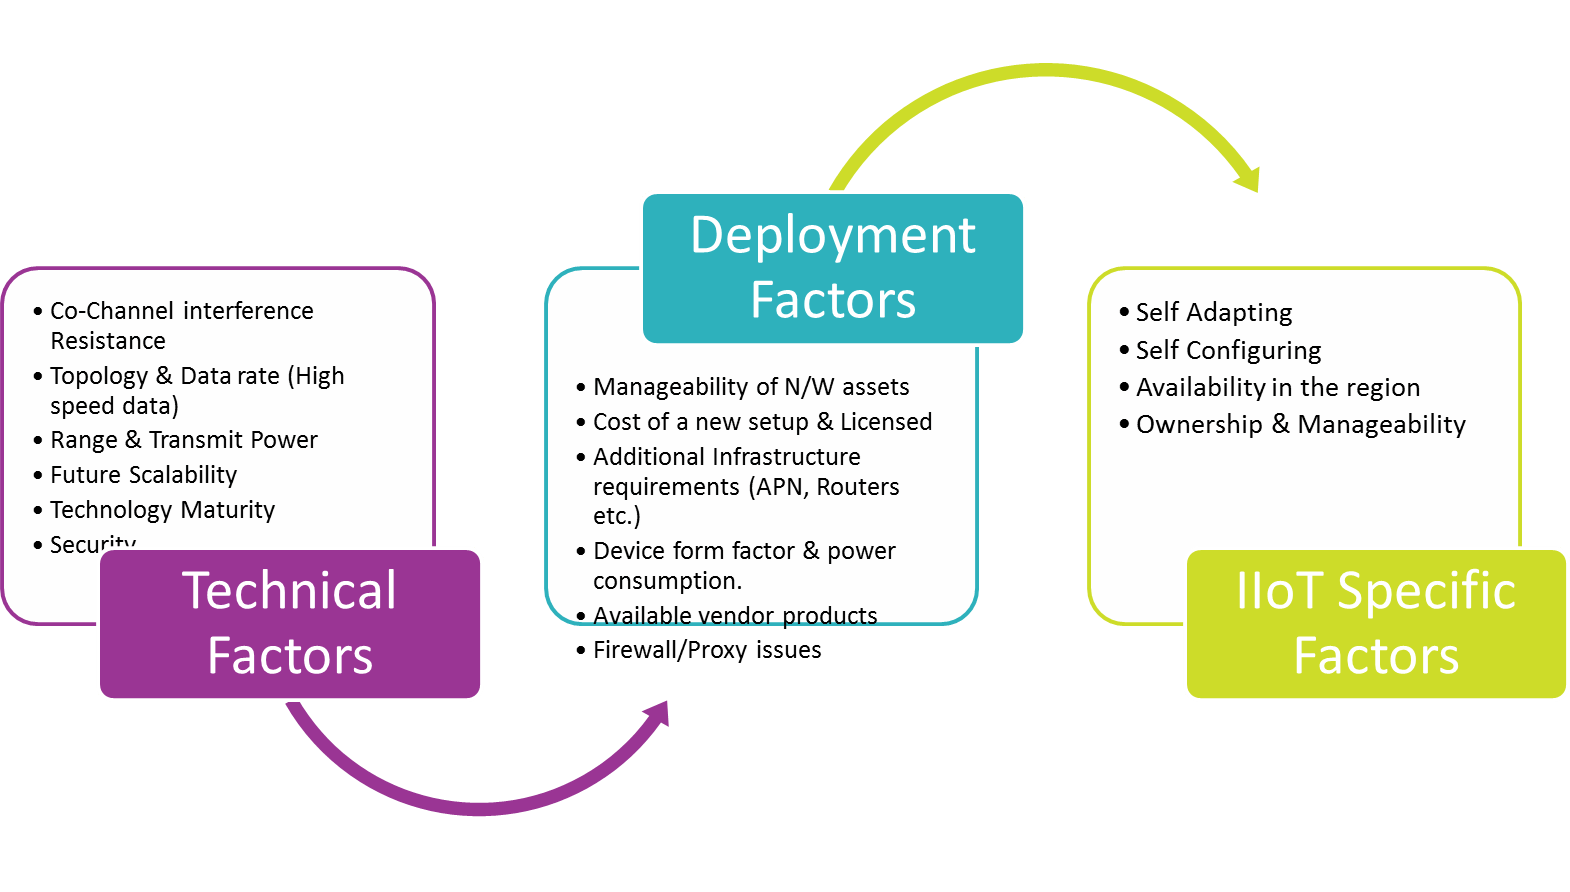 • Co-Channel interference
Resistance
• Topology & Data rate (High
speed data)
• Range & Transmit Power
• Future Scalability
• Technology Maturity
• Security
Technical
Factors
Deployment
Factors
• Manageability of N/W assets
• Cost of a new setup & Licensed
• Additional Infrastructure
requirements (APN, Routers
etc.)
• Device form factor & power
consumption.
• Available vendor products
• Firewall/Proxy issues
• Self Adapting
• Self Configuring
• Availability in the region
• Ownership & Manageability
IIoT Specific
Factors